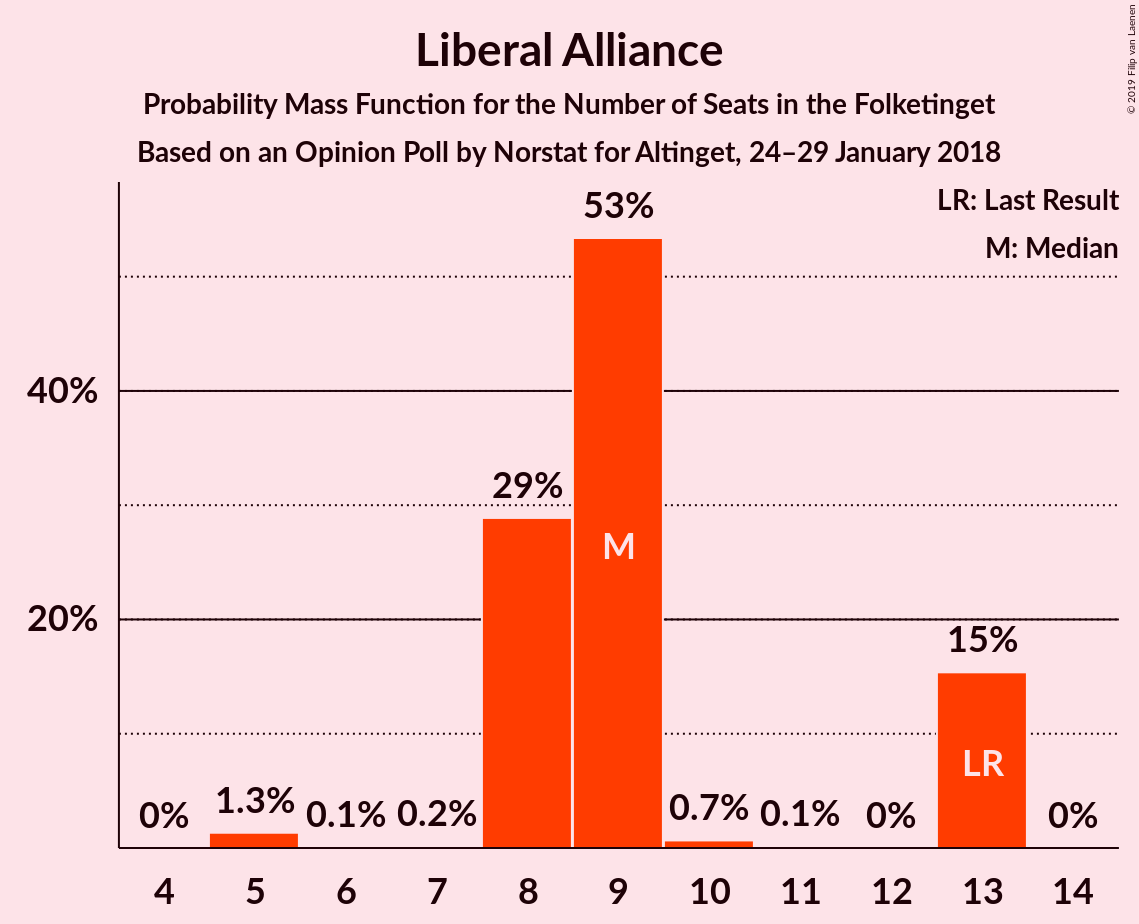 Liberal Alliance
Probability Mass Function for the Number of Seats in the Folketinget
Based on an Opinion Poll by Norstat for Altinget, 24–29 January 2018
© 2019 Filip van Laenen
LR: Last Result
M: Median
53%
40%
29%
M
20%
15%
LR
0%
1.3%
0.1%
0.2%
0.7%
0.1%
0%
0%
4 5 6 7 8 9 10 11 12 13 14